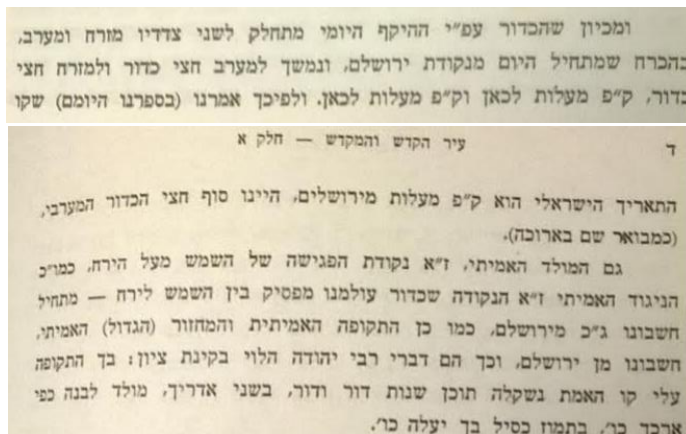 ומכיון שהכדור עפ״י ההיקף היומי מתחלק לשני צדדיו מזרח ומערב,
בהכרח שמתחיל היום מנקודת ירושלם, ונמשך למערב חצי כדור ולמזרח חצי
כדור, ק״פ מעלות לכאן וק״פ מעלות לכאן. ולפיכך אמרנו (בספרנו היומם) שקו
עיר הקדש והמקדש — חלק א
ד
התאריך הישראלי הוא ק״פ מעלות מירושלים, היינו סוף חצי הכדור המערבי,
(כמבואר שם בארוכה).
גם המולד האמיתי, ז״א נקודת הפגישה של השמש מעל הירח, כמו״כ
הניגוד האמיתי ז״א הנקודה שכדור עולמנו מפסיק בין השמש לירח — מתחיל
חשבונו ג״כ מירושלם, כמו כן התקופה האמיתית והמחזור (הגדול) האמיתי,
חשבונו מן ירושלם, וכך הם דברי רבי יהודה הלוי בקינת ציון: בך התקופה
עלי קו האמת נשקלה תוכן שנות דור ודור, בשני אדריך, מולד לבנה כפי
ארכך כו׳, בתמוז כסיל בך יעלה כו׳.